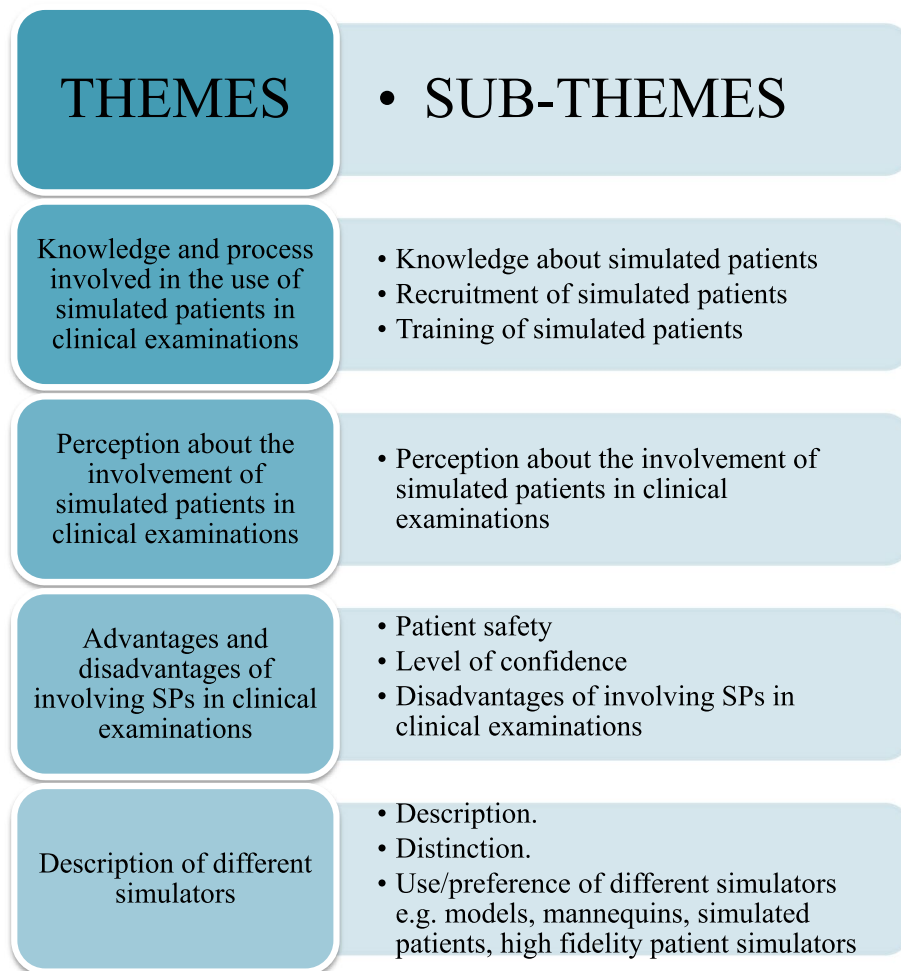 THEMES
• SUB-THEMES
Knowledge and process
involved in the use of
simulated patients in
clinical examinations
• Knowledge about simulated patients
• Recruitment of simulated patients
• Training of simulated patients
Perception about the
involvement of
simulated patients in
clinical examinations
• Perception about the involvement of
simulated patients in clinical
examinations
Advantages and
disadvantages of
involving SPs in clinical
examinations
• Patient safety
• Level of confidence
• Disadvantages of involving SPs in
clinical examinations
Description of different
simulators
• Description.
• Distinction.
• Use/preference of different simulators
e.g. models, mannequins, simulated
patients, high fidelity patient simulators